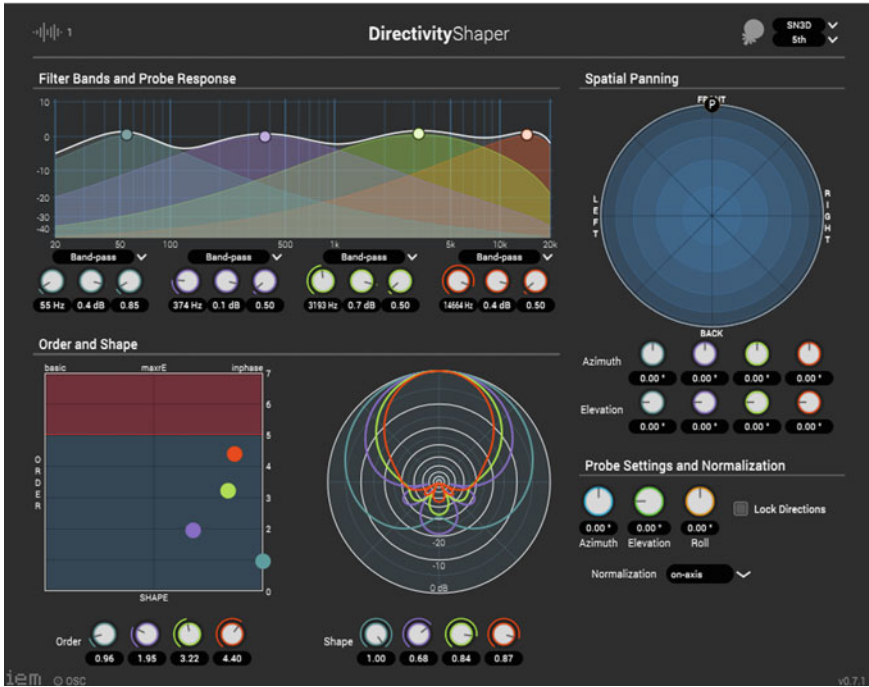 1
DirectivityShaper
SN3D
5th
Filter Bands and Probe Response
10
0
-10
-20
-30
-40
20 50 100 500 1k 5k 10k 20k
Band-pass Band-pass Band-pass Band-pass
55 Hz 0.4 dB 0.85 374 Hz 0.1 dB 0.50 3193 Hz 0.7 dB 0.50 14664 Hz 0.4 dB 0.50
Spatial Panning
FRONT
P
LEFT
RIGHT
BACK
Azimuth
0.00 ° 0.00 ° 0.00 ° 0.00 °
Elevation
0.00 ° 0.00 ° 0.00 ° 0.00 °
Order and Shape
basic maxrE inphase
7
6
5
4
3
2
1
0
ORDER
SHAPE
-20
-10
0 dB
Order
0.96 1.95 3.22 4.40
Shape
1.00 0.68 0.84 0.87
Probe Settings and Normalization
0.00 ° 0.00 ° 0.00 °
Azimuth Elevation Roll
Lock Directions
Normalization on-axis
iem OSC
v0.7.1